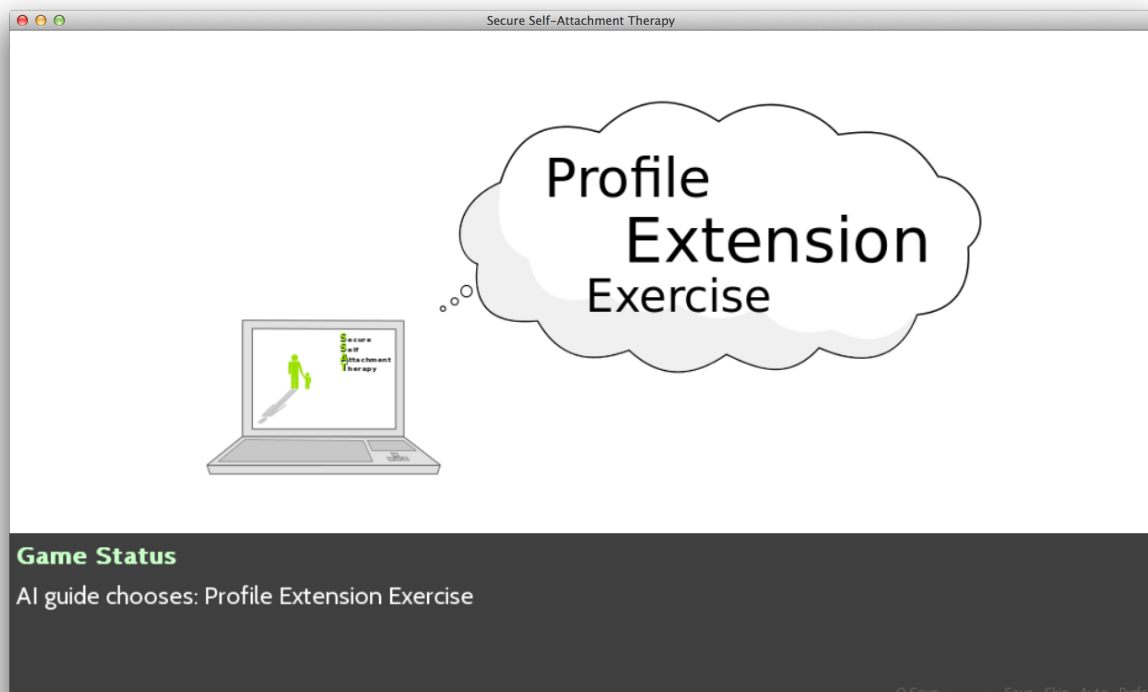 Secure Self-Attachment Therapy
Profile
Extension
Exercise
Secure
Self
Attachment
Therapy
Game Status
AI guide chooses: Profile Extension Exercise